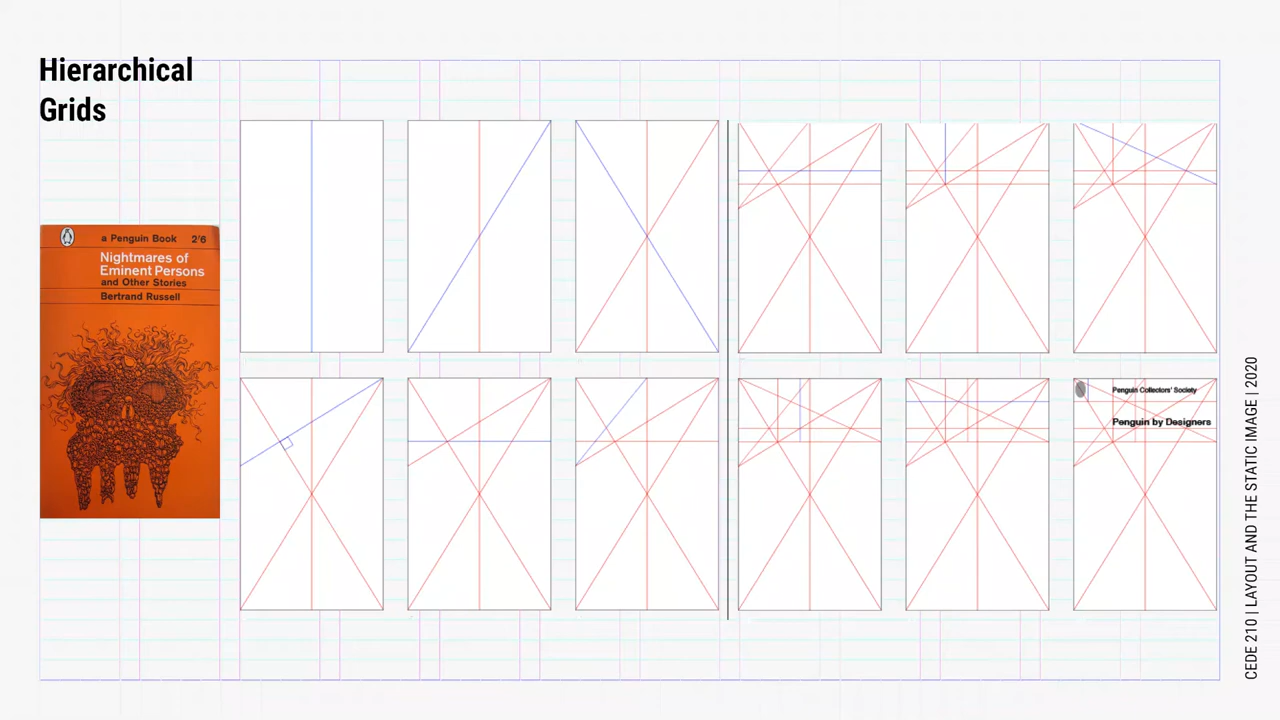 Hierarchical
Grids
a Penguin Book 2'6
Nightmares of
Eminent Persons
and Other Stories
Bertrand Russell
Penguin Collectors' Society
Penguin by Designers
CEDE 210 | LAYOUT AND THE STATIC IMAGE | 2020